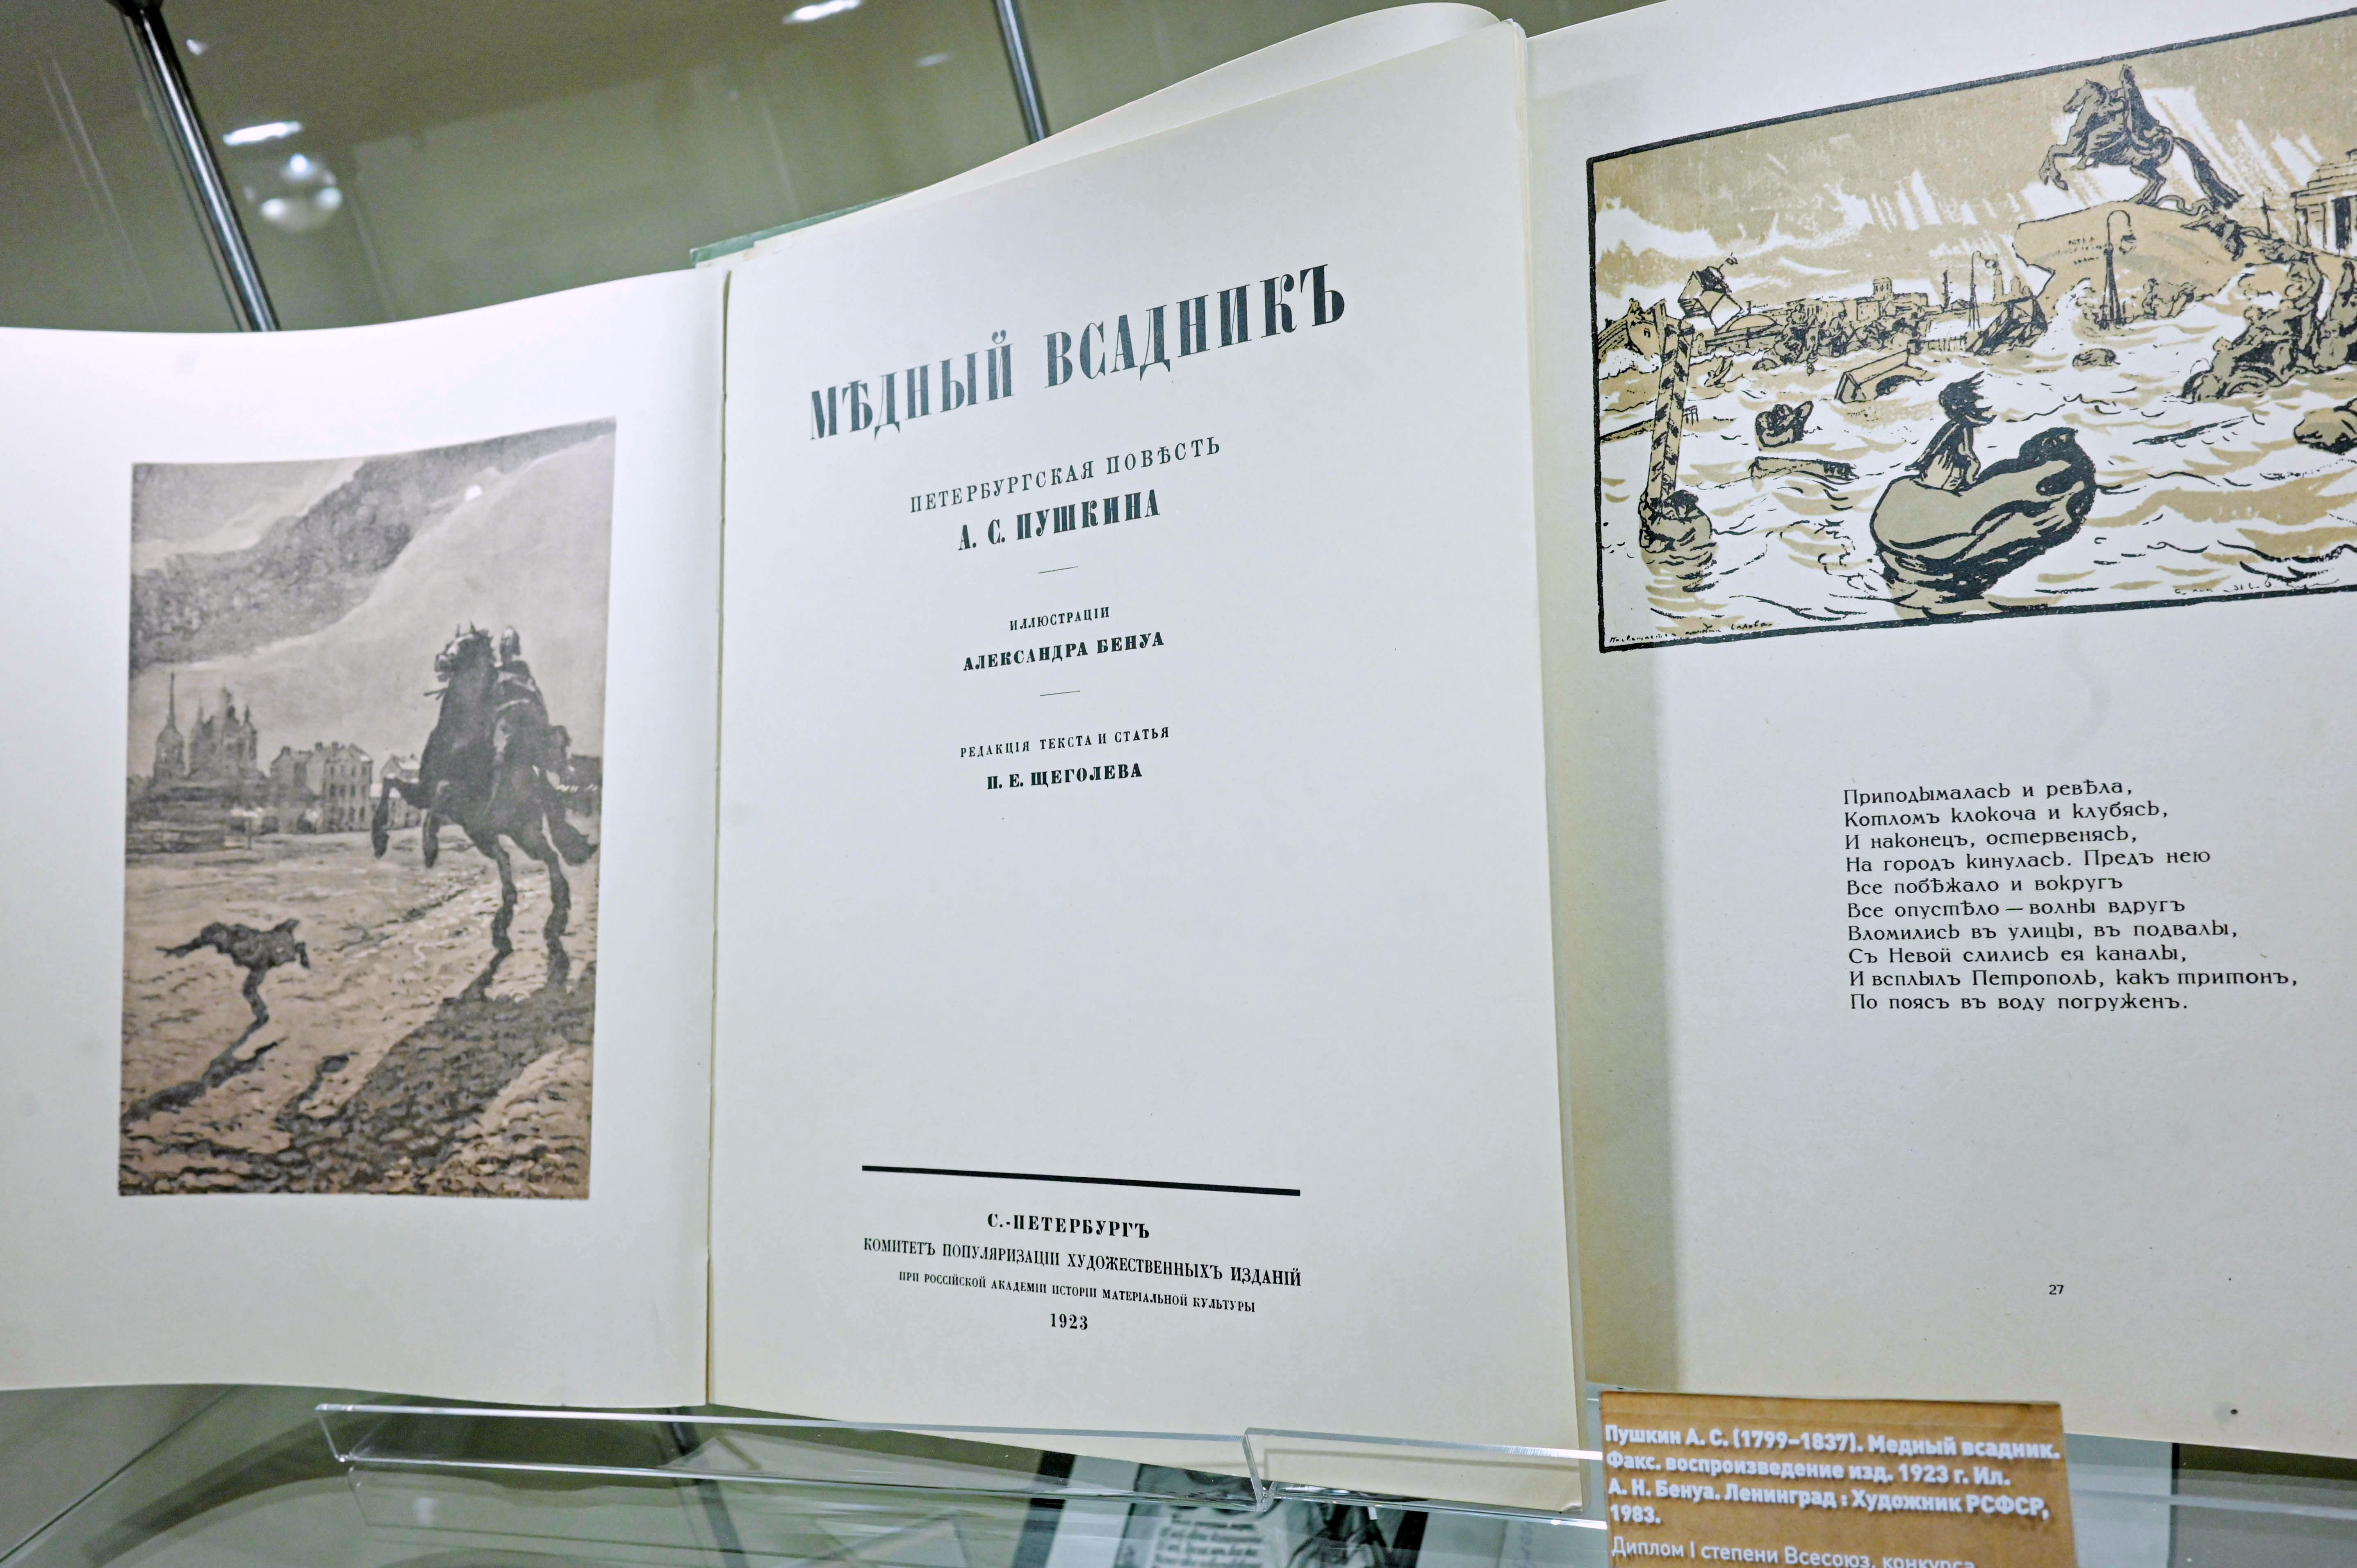 МѢДНЫЙ ВСАДНИКЪ
ПЕТЕРБУРГСКАЯ ПОВѢСТЬ
А. С. ПУШКИНА
ИЛЛЮСТРАЦІИ
АЛЕКСАНДРА БЕНУА
РЕДАКЦІЯ ТЕКСТА И СТАТЬЯ
П. Е. ЩЕГОЛЕВА
С.-ПЕТЕРБУРГЪ
КОМИТЕТЪ ПОПУЛЯРИЗАЦІИ ХУДОЖЕСТВЕННЫХЪ ИЗДАНІЙ
ПРИ РОССІЙСКОЙ АКАДЕМІИ ИСТОРІИ МАТЕРІАЛЬНОЙ КУЛЬТУРЫ
1923
Приподымалась и ревѣла,
Котломъ клокоча и клубясь,
И наконецъ, остервенясь,
На городъ кинулась. Предъ нею
Все побѣжало и вокругъ
Все опустѣло — волны вдругъ
Вломились въ улицы, въ подвалы,
Съ Невой слились ея каналы,
И всплылъ Петрополь, какъ тритонъ,
По поясъ въ воду погруженъ.
27
Пушкин А. С. (1799–1837). Медный всадник.
Факс. воспроизведение изд. 1923 г. Ил.
А. Н. Бенуа. Ленинград : Художник РСФСР,
1983.
Диплом I степени Всесоюз. конкурса